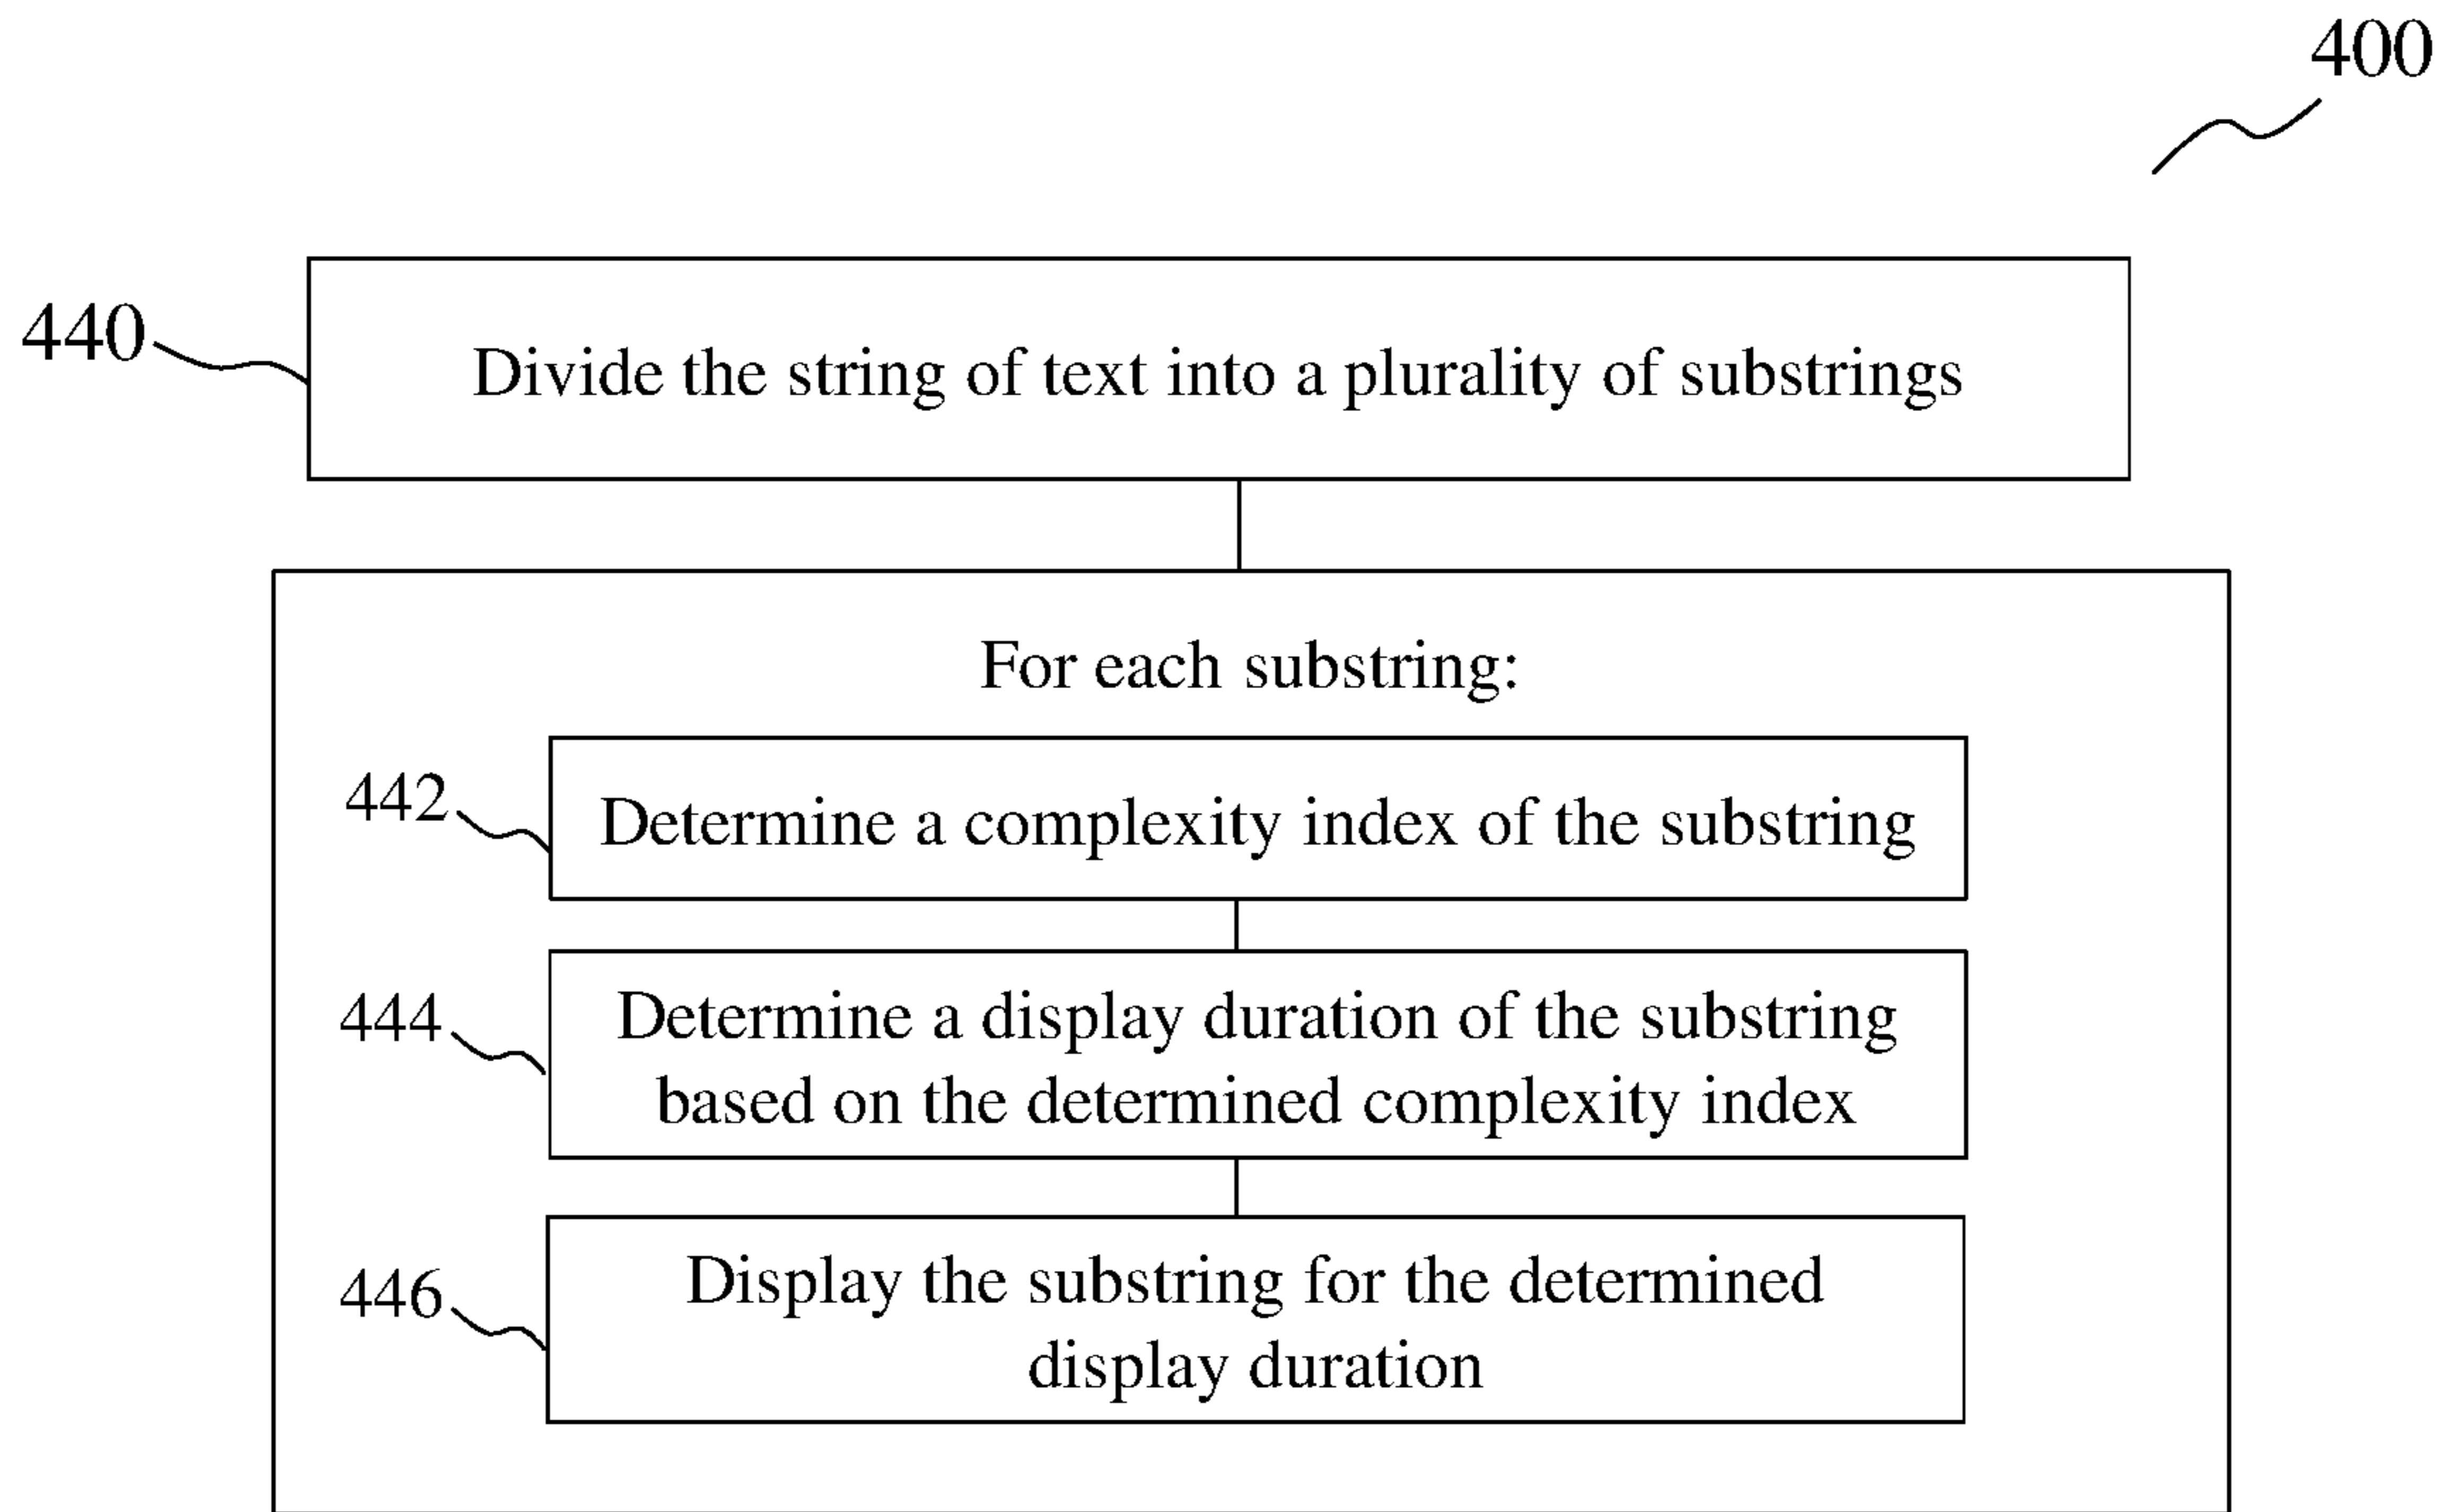 400
440
Divide the string of text into a plurality of substrings
For each substring:
442
Determine a complexity index of the substring
444
Determine a display duration of the substring
based on the determined complexity index
446
Display the substring for the determined
display duration